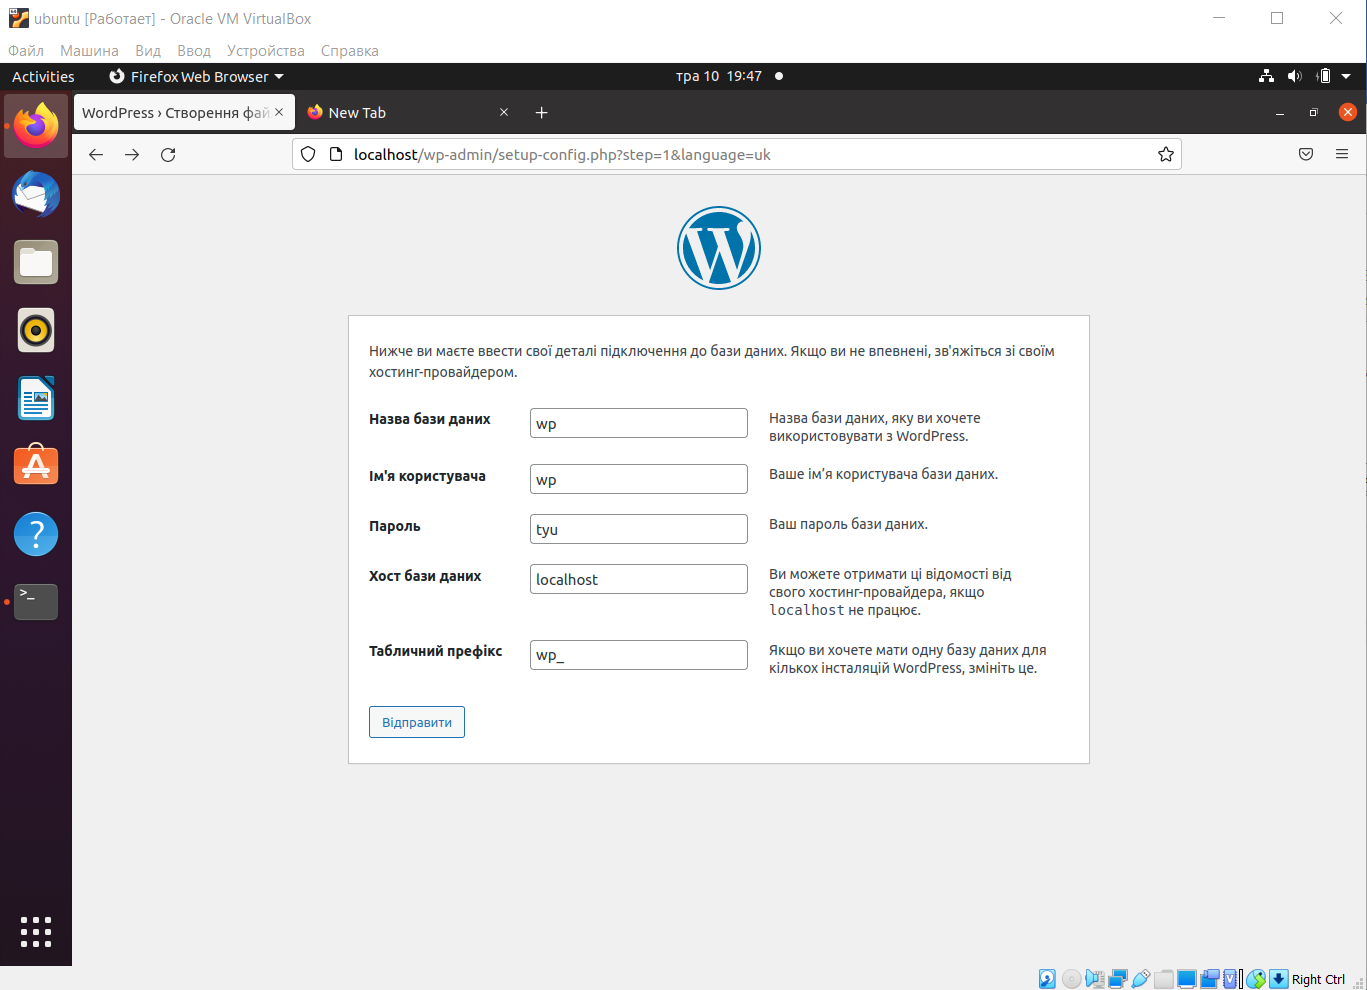 ubuntu [Работает] - Oracle VM VirtualBox
Файл Машина Вид Ввод Устройства Справка
Activities Firefox Web Browser тра 10 19:47
WordPress › Створення фай New Tab
localhost/wp-admin/setup-config.php?step=1&language=uk
Нижче ви маєте ввести свої деталі підключення до бази даних. Якщо ви не впевнені, зв'яжіться зі своїм
хостинг-провайдером.
Назва бази даних
wp
Назва бази даних, яку ви хочете
використовувати з WordPress.
Ім'я користувача
wp
Ваше ім’я користувача бази даних.
Пароль
tyu
Ваш пароль бази даних.
Хост бази даних
localhost
Ви можете отримати ці відомості від
свого хостинг-провайдера, якщо
localhost не працює.
Табличний префікс
wp_
Якщо ви хочете мати одну базу даних для
кількох інсталяцій WordPress, змініть це.
Відправити
Right Ctrl